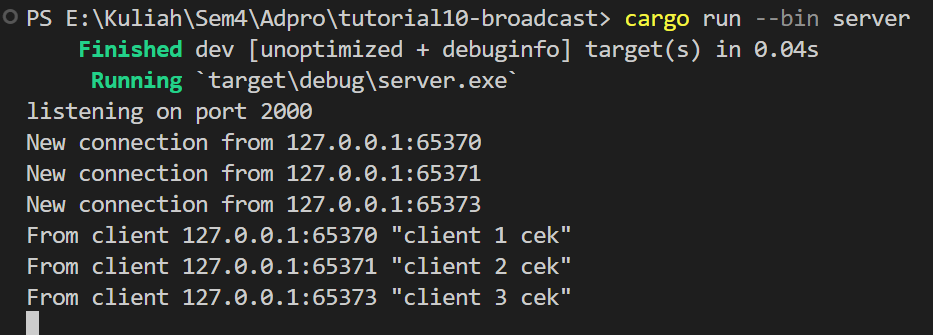 PS E:\Kuliah\Sem4\Adpro\tutorial10-broadcast> cargo run --bin server
Finished dev [unoptimized + debuginfo] target(s) in 0.04s
Running `target\debug\server.exe`
listening on port 2000
New connection from 127.0.0.1:65370
New connection from 127.0.0.1:65371
New connection from 127.0.0.1:65373
From client 127.0.0.1:65370 "client 1 cek"
From client 127.0.0.1:65371 "client 2 cek"
From client 127.0.0.1:65373 "client 3 cek"